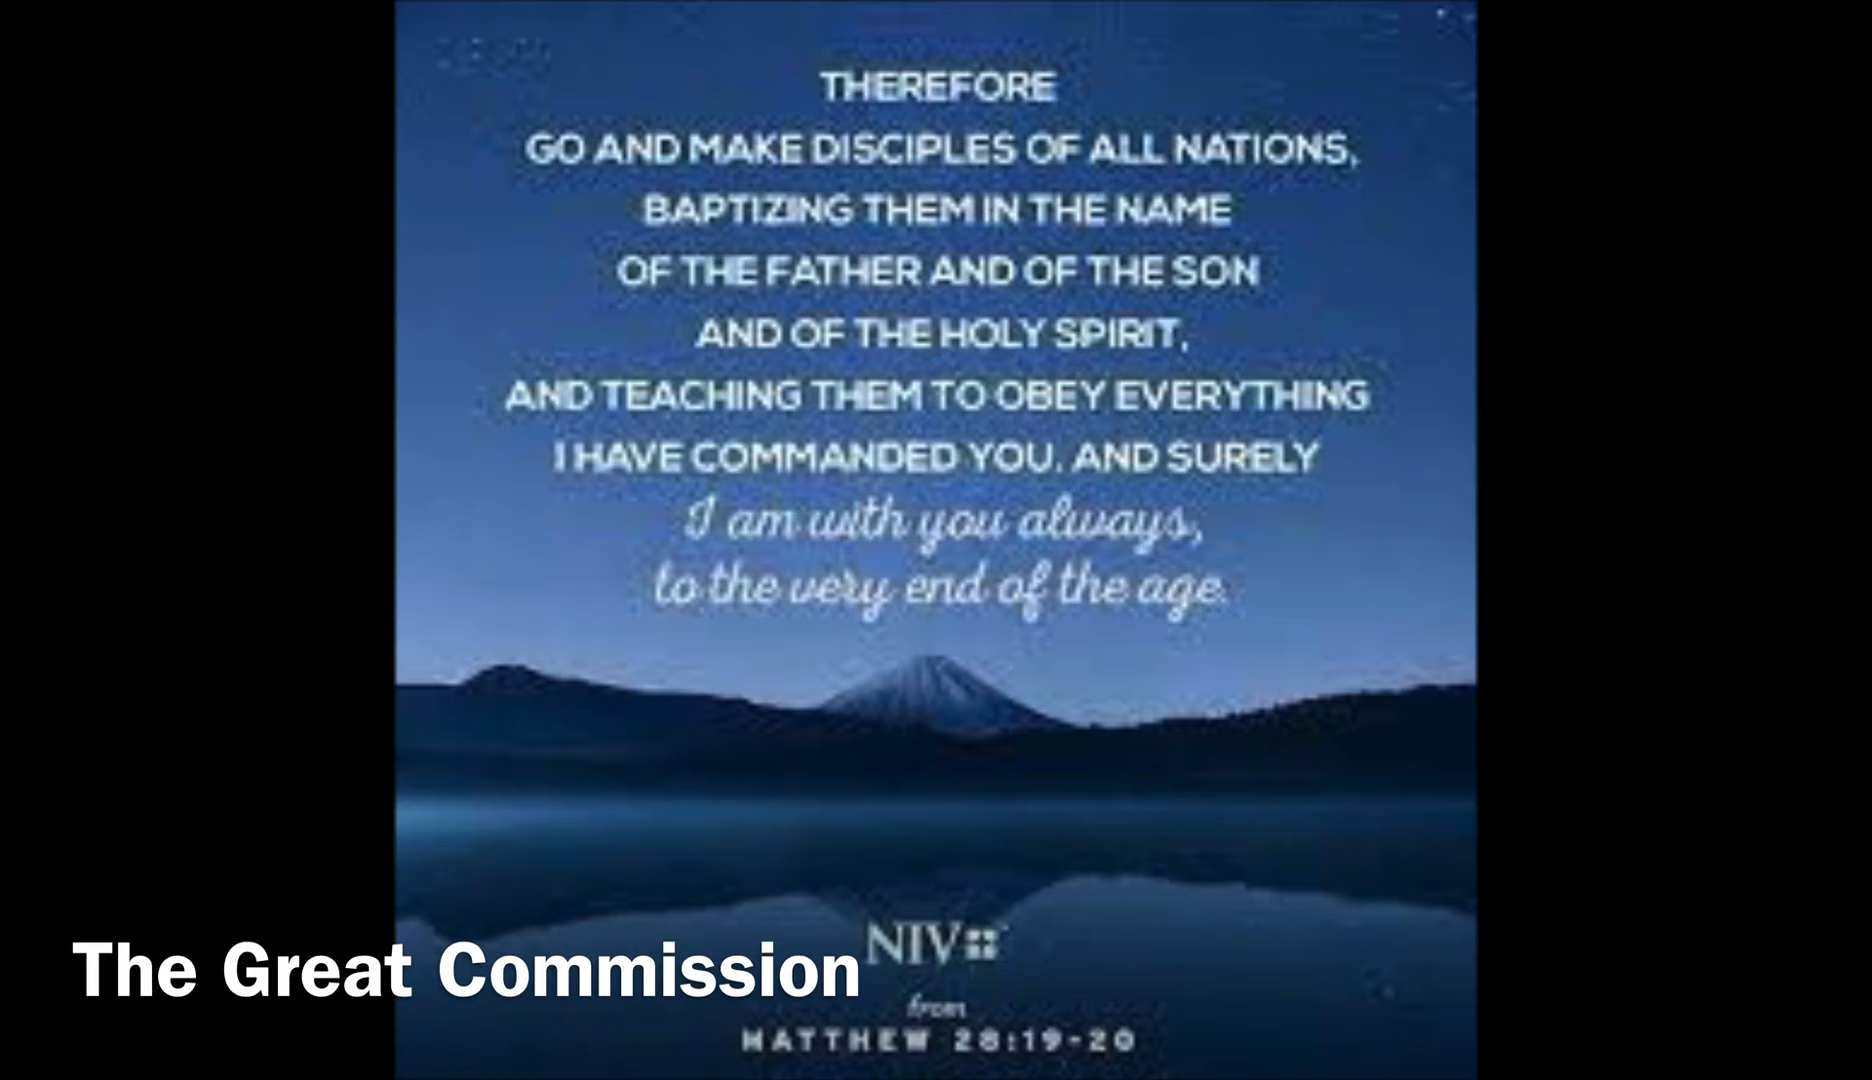 THEREFORE
GO AND MAKE DISCIPLES OF ALL NATIONS,
BAPTIZING THEM IN THE NAME
OF THE FATHER AND OF THE SON
AND OF THE HOLY SPIRIT,
AND TEACHING THEM TO OBEY EVERYTHING
I HAVE COMMANDED YOU. AND SURELY
I am with you always,
to the very end of the age.
NIV
The Great Commission
from
MATTHEW 28:19-20